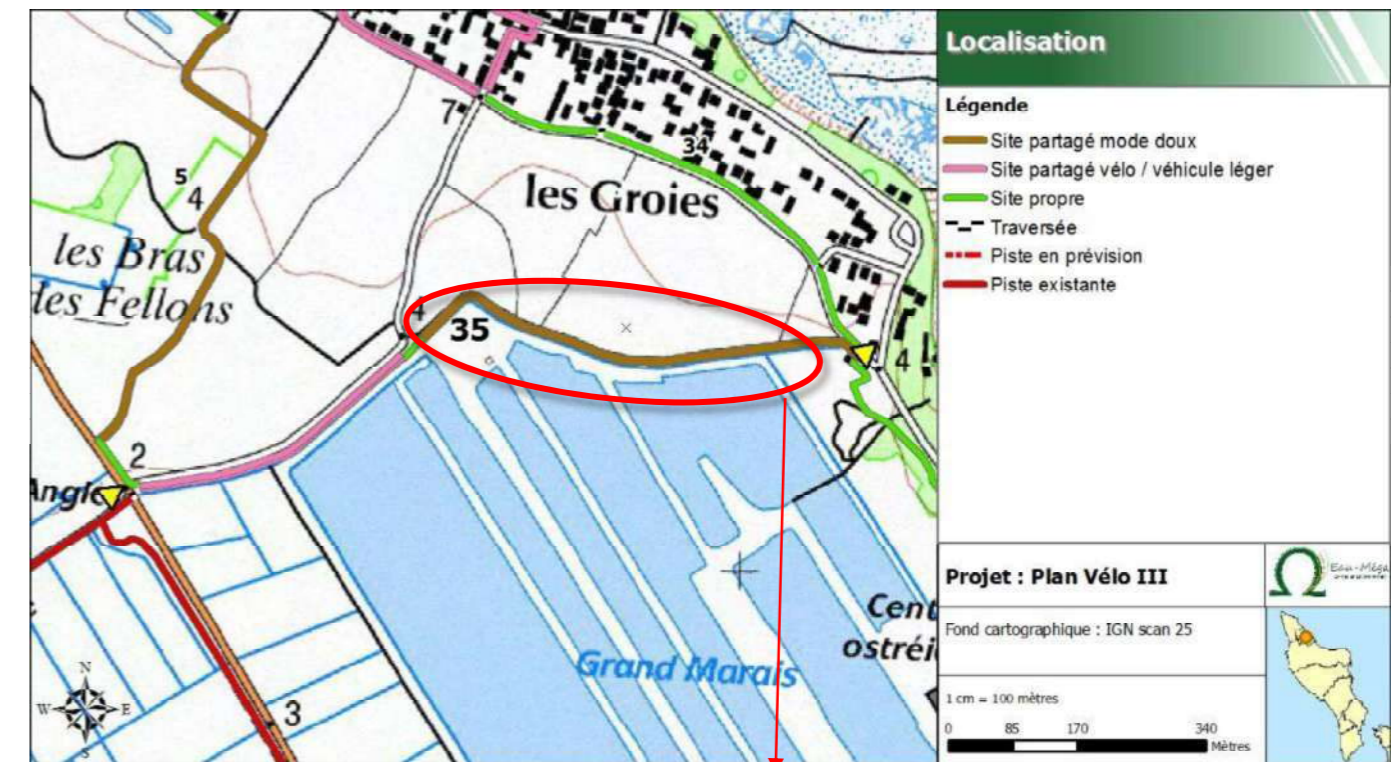 7
34
les Groies
5
4
les Bras
des Fellons
4
35
4
2
Angle
Cent
ostréi
Grand Marais
3
N
W
E
S
Localisation
Légende
Site partagé mode doux
Site partagé vélo / véhicule léger
Site propre
Traversée
Piste en prévision
Piste existante
Projet : Plan Vélo III
Eau-Méga
Fond cartographique : IGN scan 25
1 cm = 100 mètres
0 85 170 340
Mètres